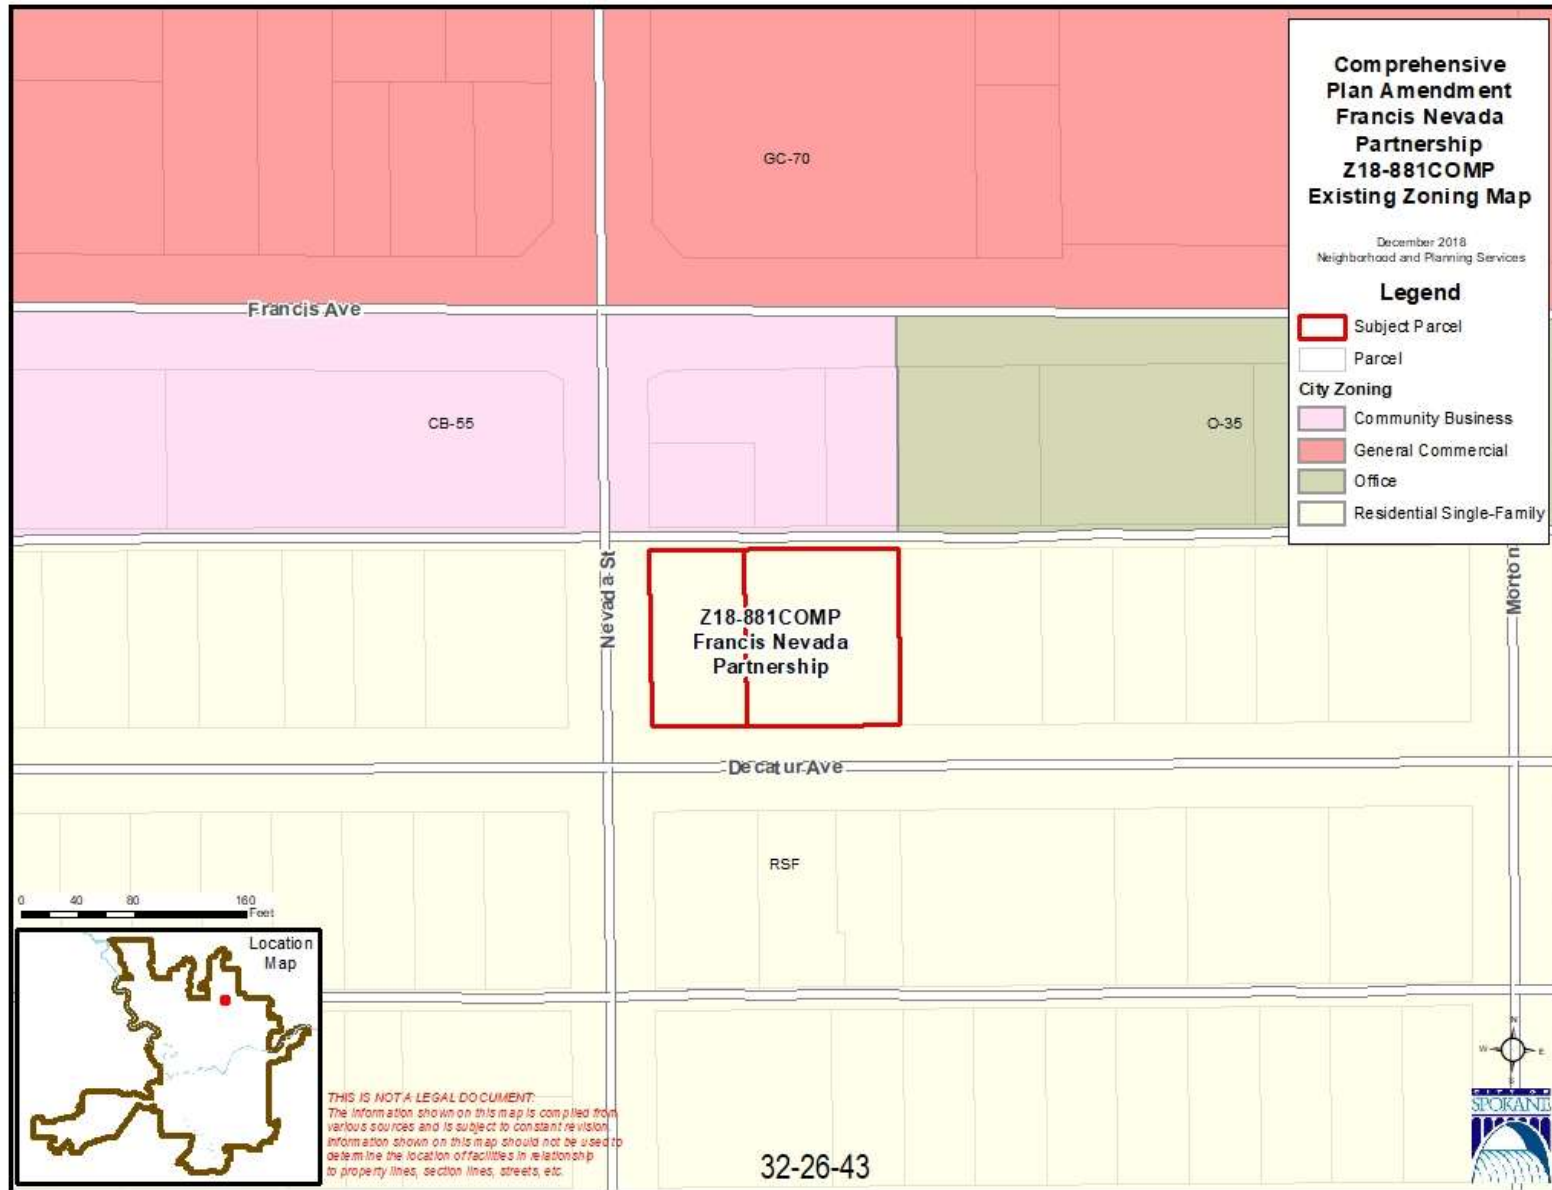 Comprehensive
Plan Amendment
Francis Nevada
Partnership
Z18-881COMP
Existing Zoning Map
December 2018
Neighborhood and Planning Services
Legend
Subject Parcel
Parcel
City Zoning
Community Business
General Commercial
Office
Residential Single-Family
GC-70
Francis Ave
CB-55
O-35
Nevada St
Morton
Z18-881COMP
Francis Nevada
Partnership
Decatur Ave
RSF
0 40 80 160
Feet
Location
Map
THIS IS NOT A LEGAL DOCUMENT:
The information shown on this map is compiled from
various sources and is subject to constant revision.
Information shown on this map should not be used to
determine the location of facilities in relationship
to property lines, section lines, streets, etc.
32-26-43
N
W E
S
CITY OF
SPOKANE